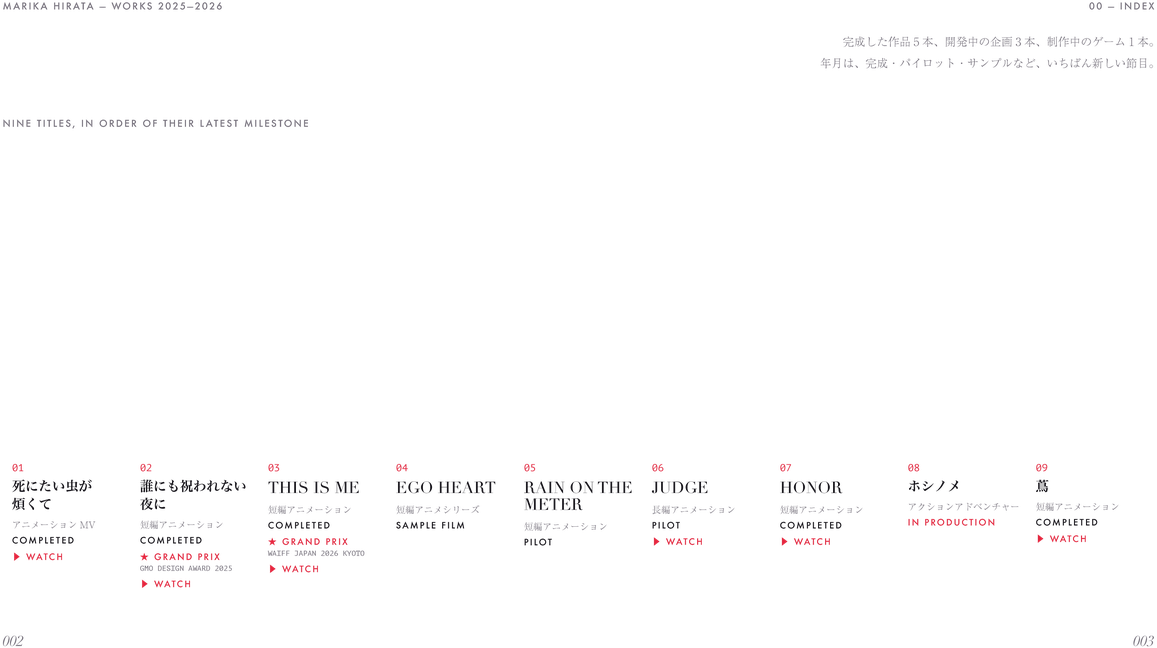 MARIKA HIRATA — WORKS 2025–2026
00 — INDEX
完成した作品5本、開発中の企画3本、制作中のゲーム1本。
年月は、完成・パイロット・サンプルなど、いちばん新しい節目。
NINE TITLES, IN ORDER OF THEIR LATEST MILESTONE
01
死にたい虫が
煩くて
アニメーション MV
COMPLETED
▶ WATCH
02
誰にも祝われない
夜に
短編アニメーション
COMPLETED
★ GRAND PRIX
GMO DESIGN AWARD 2025
▶ WATCH
03
THIS IS ME
短編アニメーション
COMPLETED
★ GRAND PRIX
WAIFF JAPAN 2026 KYOTO
▶ WATCH
04
EGO HEART
短編アニメシリーズ
SAMPLE FILM
05
RAIN ON THE
METER
短編アニメーション
PILOT
06
JUDGE
長編アニメーション
PILOT
▶ WATCH
07
HONOR
短編アニメーション
COMPLETED
▶ WATCH
08
ホシノメ
アクションアドベンチャー
IN PRODUCTION
09
蔦
短編アニメーション
COMPLETED
▶ WATCH
002
003